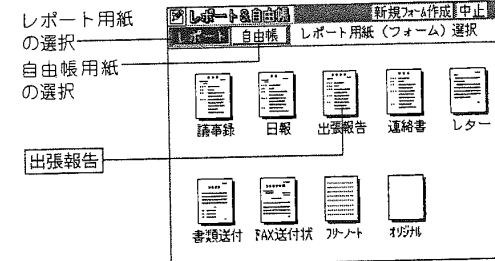 レポート用紙
の選択
自由帳用紙
の選択
出張報告
レポート&自由帳 新規フォーム作成 中止
レポート 自由帳 レポート用紙（フォーム）選択
議事録 日報 出張報告 連絡書 レター
書類送付 FAX送付状 フリーノート オリジナル